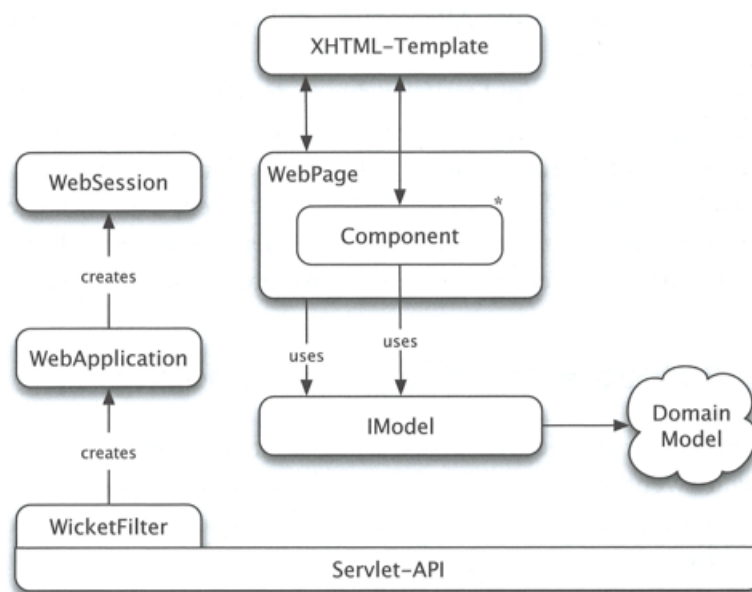 XHTML-Template
WebSession
WebPage
*
Component
creates
uses
uses
WebApplication
IModel
Domain
Model
creates
WicketFilter
Servlet-API